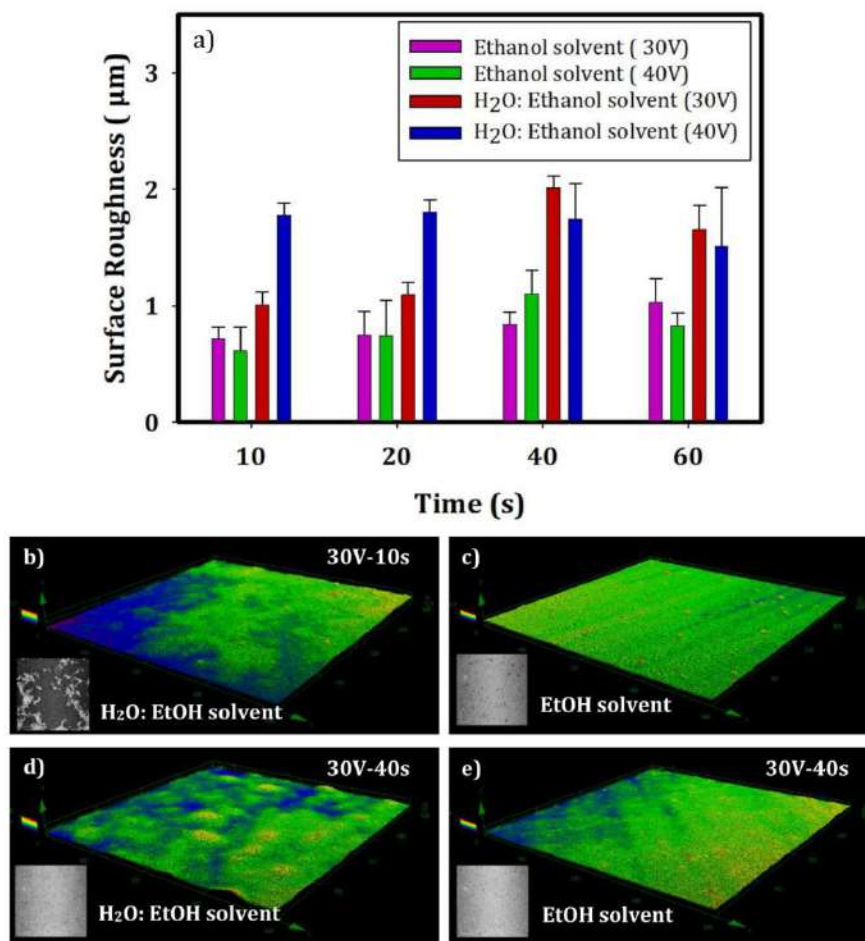 a)
Ethanol solvent ( 30V)
Ethanol solvent ( 40V)
H2O: Ethanol solvent (30V)
H2O: Ethanol solvent (40V)
Surface Roughness ( μm)
3
2
1
0
10 20 40 60
Time (s)
b) 30V-10s
H2O: EtOH solvent
c)
EtOH solvent
d) 30V-40s
H2O: EtOH solvent
e) 30V-40s
EtOH solvent